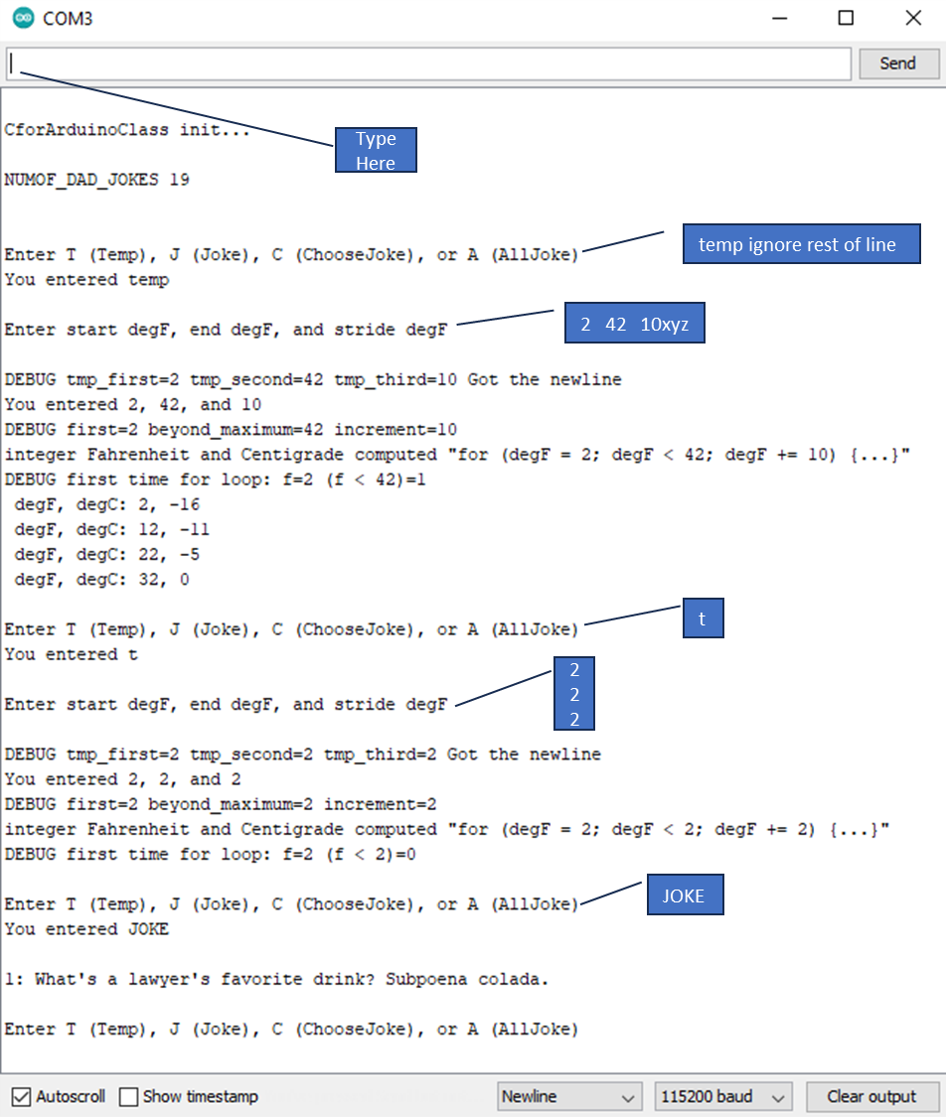 COM3
Send
CforArduinoClass init...
Type
Here
NUMOF_DAD_JOKES 19
Enter T (Temp), J (Joke), C (ChooseJoke), or A (AllJoke)
temp ignore rest of line
You entered temp
Enter start degF, end degF, and stride degF
2 42 10xyz
DEBUG tmp_first=2 tmp_second=42 tmp_third=10 Got the newline
You entered 2, 42, and 10
DEBUG first=2 beyond_maximum=42 increment=10
integer Fahrenheit and Centigrade computed "for (degF = 2; degF < 42; degF += 10) {...}"
DEBUG first time for loop: f=2 (f < 42)=1
degF, degC: 2, -16
degF, degC: 12, -11
degF, degC: 22, -5
degF, degC: 32, 0
Enter T (Temp), J (Joke), C (ChooseJoke), or A (AllJoke)
t
You entered t
Enter start degF, end degF, and stride degF
2
2
2
DEBUG tmp_first=2 tmp_second=2 tmp_third=2 Got the newline
You entered 2, 2, and 2
DEBUG first=2 beyond_maximum=2 increment=2
integer Fahrenheit and Centigrade computed "for (degF = 2; degF < 2; degF += 2) {...}"
DEBUG first time for loop: f=2 (f < 2)=0
Enter T (Temp), J (Joke), C (ChooseJoke), or A (AllJoke)
JOKE
You entered JOKE
1: What's a lawyer's favorite drink? Subpoena colada.
Enter T (Temp), J (Joke), C (ChooseJoke), or A (AllJoke)
Autoscroll Show timestamp Newline 115200 baud Clear output